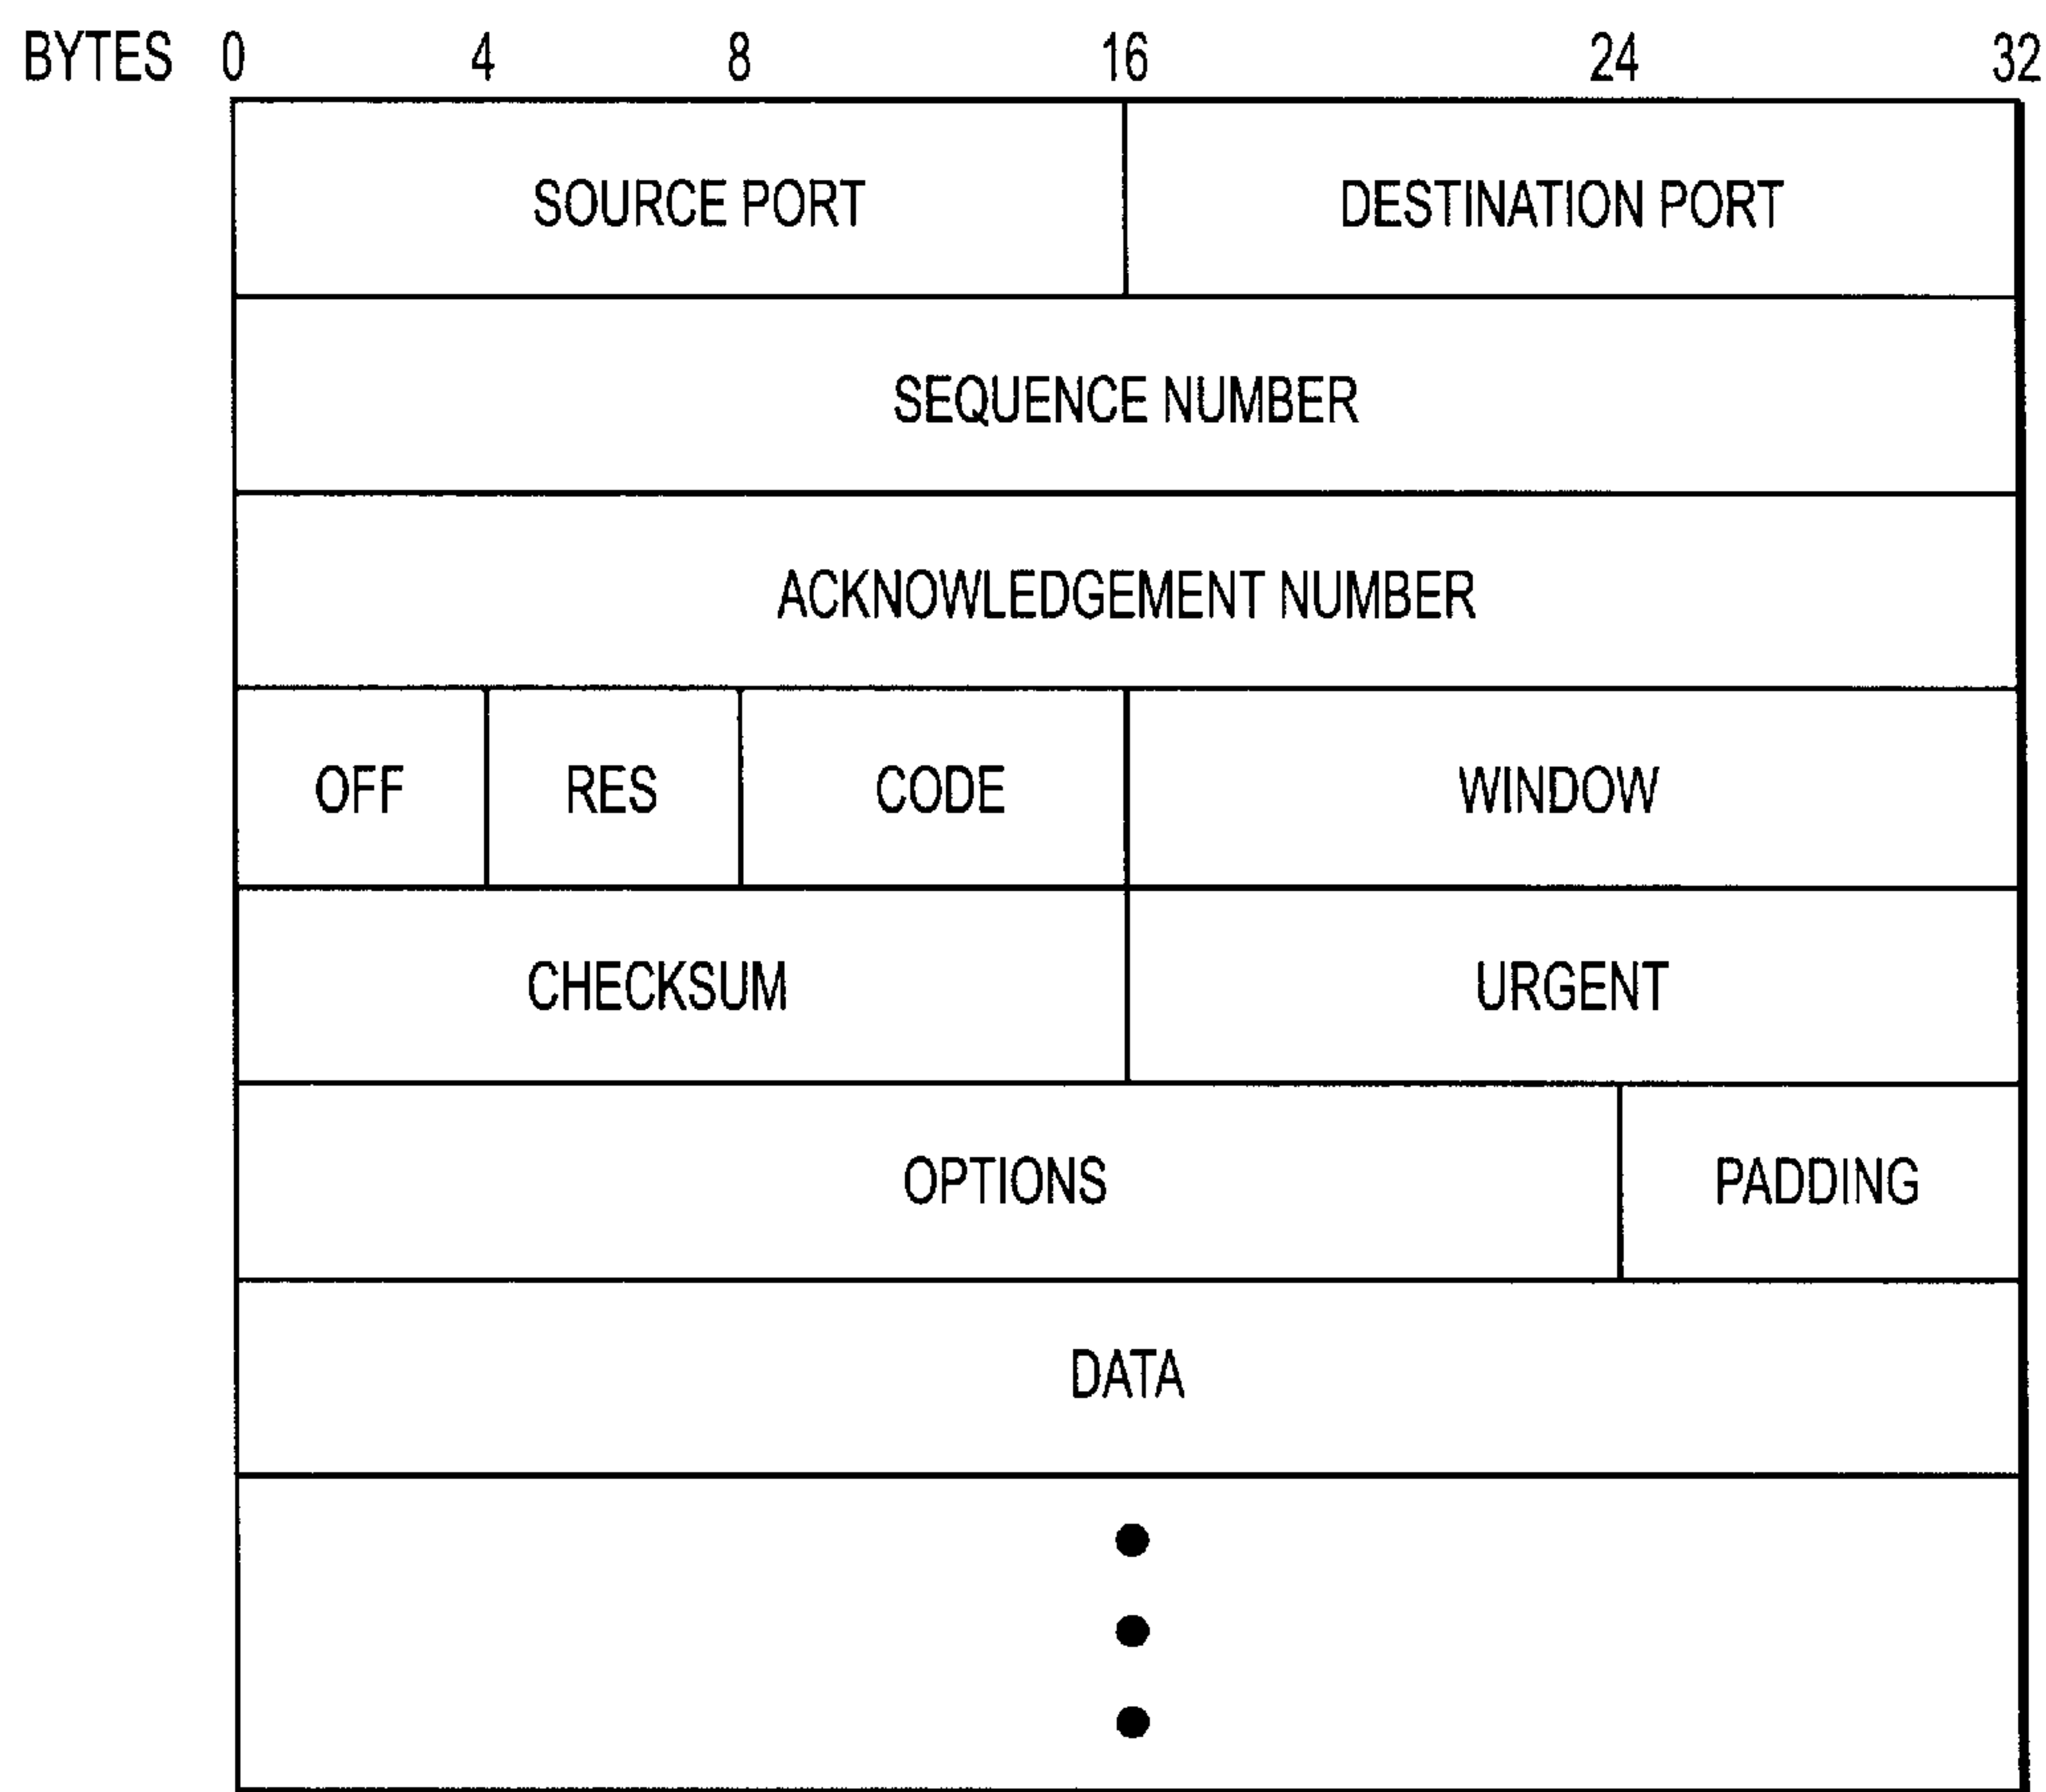 BYTES 0 4 8 16 24 32
SOURCE PORT DESTINATION PORT
SEQUENCE NUMBER
ACKNOWLEDGEMENT NUMBER
OFF RES CODE WINDOW
CHECKSUM URGENT
OPTIONS PADDING
DATA